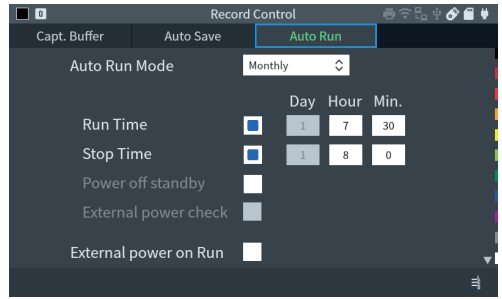 0 Record Control
Capt. Buffer Auto Save Auto Run
Auto Run Mode Monthly
Day Hour Min.
Run Time 1 7 30
Stop Time 1 8 0
Power off standby
External power check
External power on Run